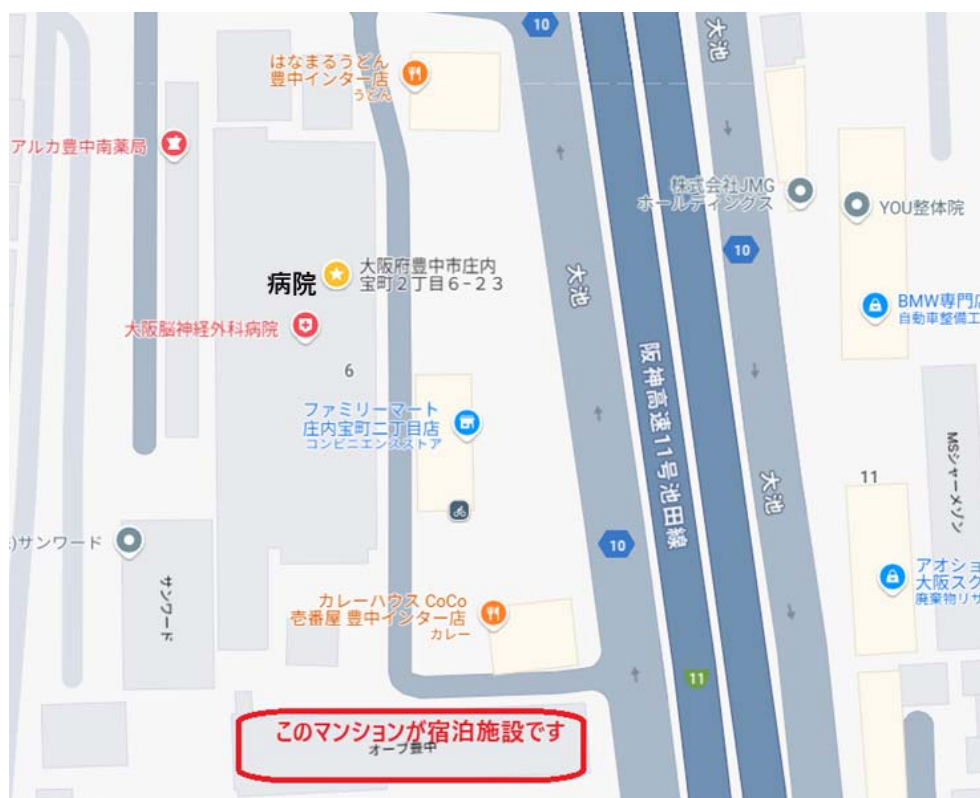 10
大池
はなまるうどん
豊中インター店
うどん
アルカ豊中南薬局
株式会社JMG
ホールディングス
YOU整体院
10
病院
大阪府豊中市庄内
宝町2丁目6-23
大池
BMW専門店
自動車整備工
大阪脳神経外科病院
6
阪神高速11号池田線
ファミリーマート
庄内宝町二丁目店
コンビニエンスストア
MSシャーメゾン
11
大池
)サンワード
10
サンワード
アオショ
大阪スク
廃棄物リサ
カレーハウス CoCo
壱番屋 豊中インター店
カレー
11
このマンションが宿泊施設です
オーブ豊中